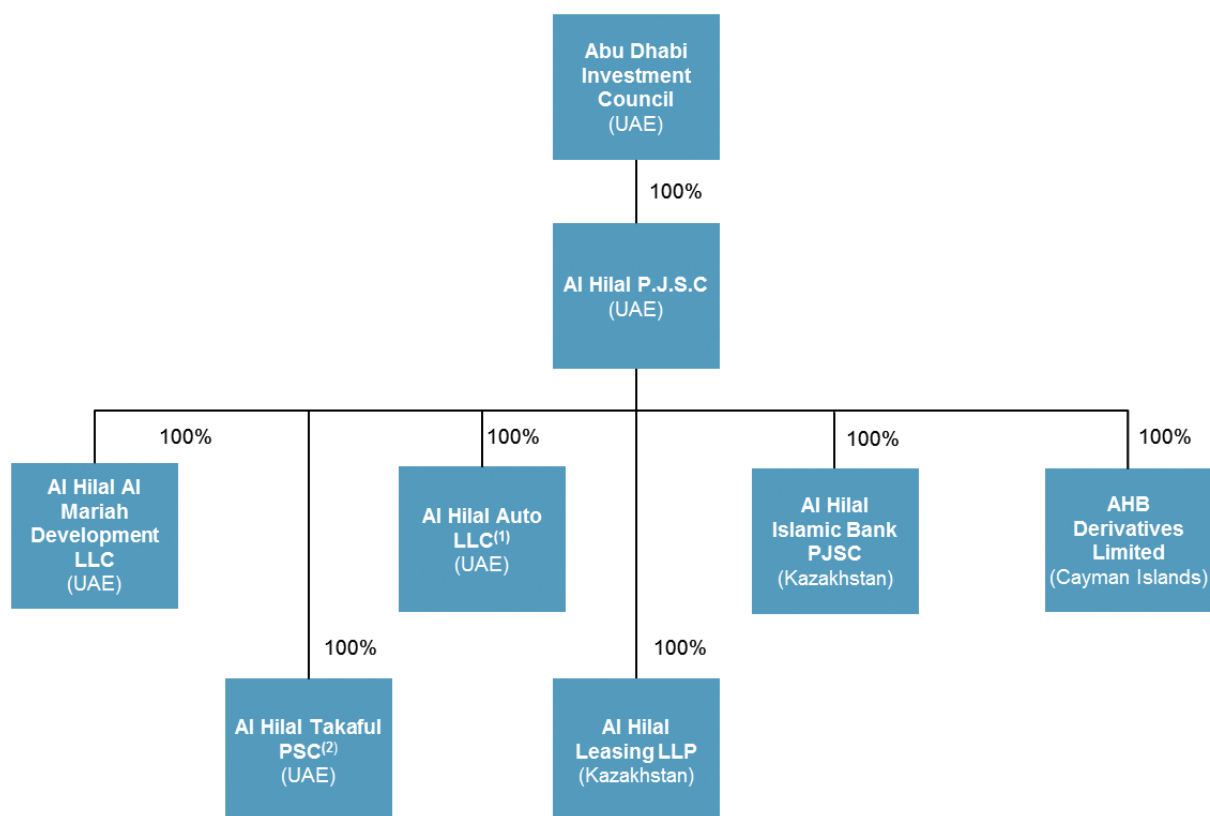 Abu Dhabi
Investment
Council
(UAE)
100%
Al Hilal P.J.S.C
(UAE)
100%
Al Hilal Al
Mariah
Development
LLC
(UAE)
100%
Al Hilal Auto
LLC(1)
(UAE)
100%
Al Hilal
Islamic Bank
PJSC
(Kazakhstan)
100%
AHB
Derivatives
Limited
(Cayman Islands)
100%
Al Hilal Takaful
PSC(2)
(UAE)
100%
Al Hilal
Leasing LLP
(Kazakhstan)